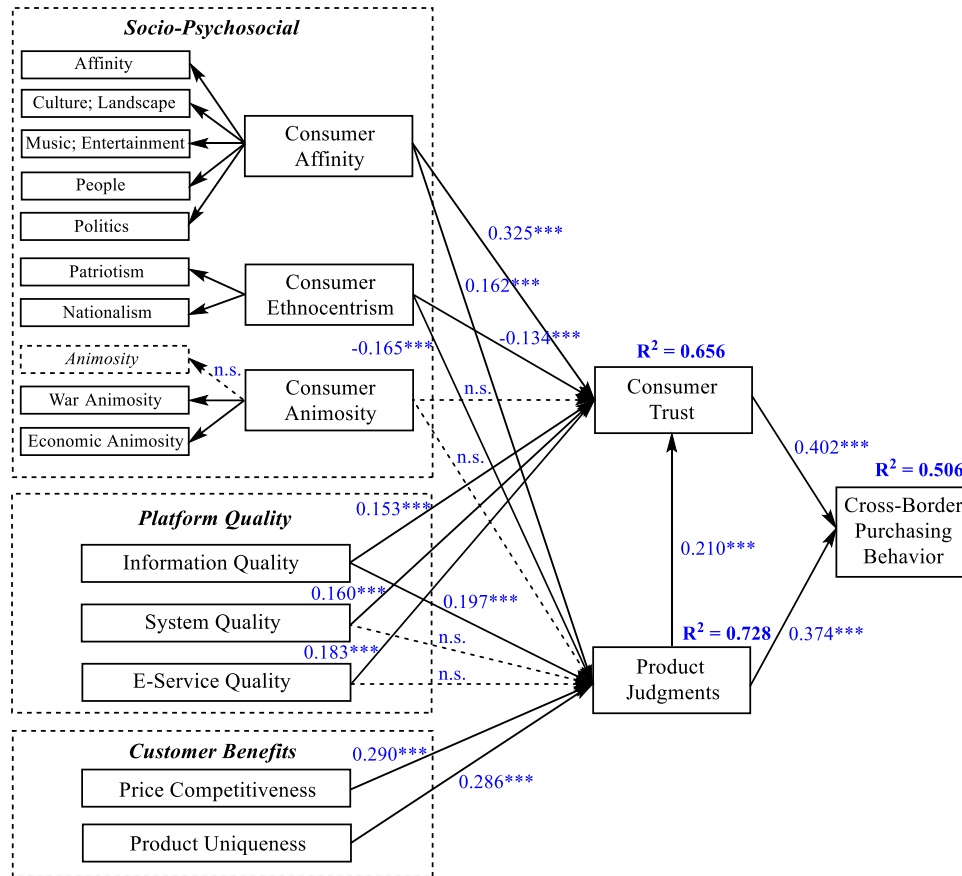 Socio-Psychosocial
Affinity
Culture; Landscape
Music; Entertainment
People
Politics
Consumer
Affinity
Patriotism
Nationalism
Consumer
Ethnocentrism
Animosity
War Animosity
Economic Animosity
n.s.
Consumer
Animosity
0.325***
0.162***
-0.134***
-0.165***
n.s.
n.s.
R² = 0.656
Consumer
Trust
0.402***
R² = 0.506
Cross-Border
Purchasing
Behavior
Platform Quality
Information Quality
System Quality
E-Service Quality
0.153***
0.160***
0.183***
0.197***
n.s.
n.s.
0.210***
R² = 0.728
Product
Judgments
0.374***
Customer Benefits
Price Competitiveness
Product Uniqueness
0.290***
0.286***